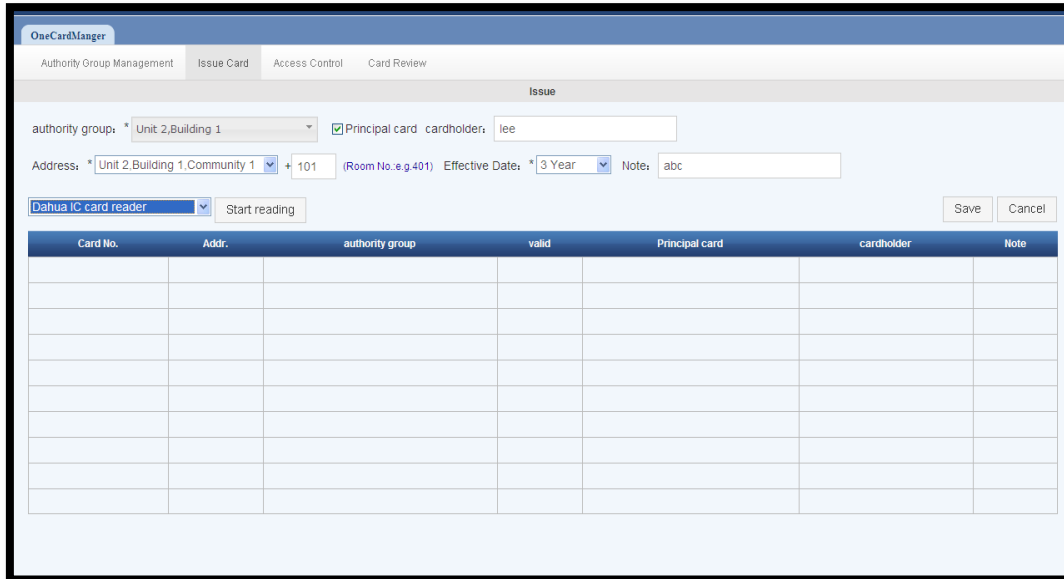 OneCardManger
Authority Group Management Issue Card Access Control Card Review
Issue
authority group: * Unit 2,Building 1 Principal card cardholder: lee
Address: * Unit 2,Building 1,Community 1 + 101 (Room No.:e.g.401) Effective Date: * 3 Year Note: abc
Dahua IC card reader Start reading Save Cancel
Card No. Addr. authority group valid Principal card cardholder Note